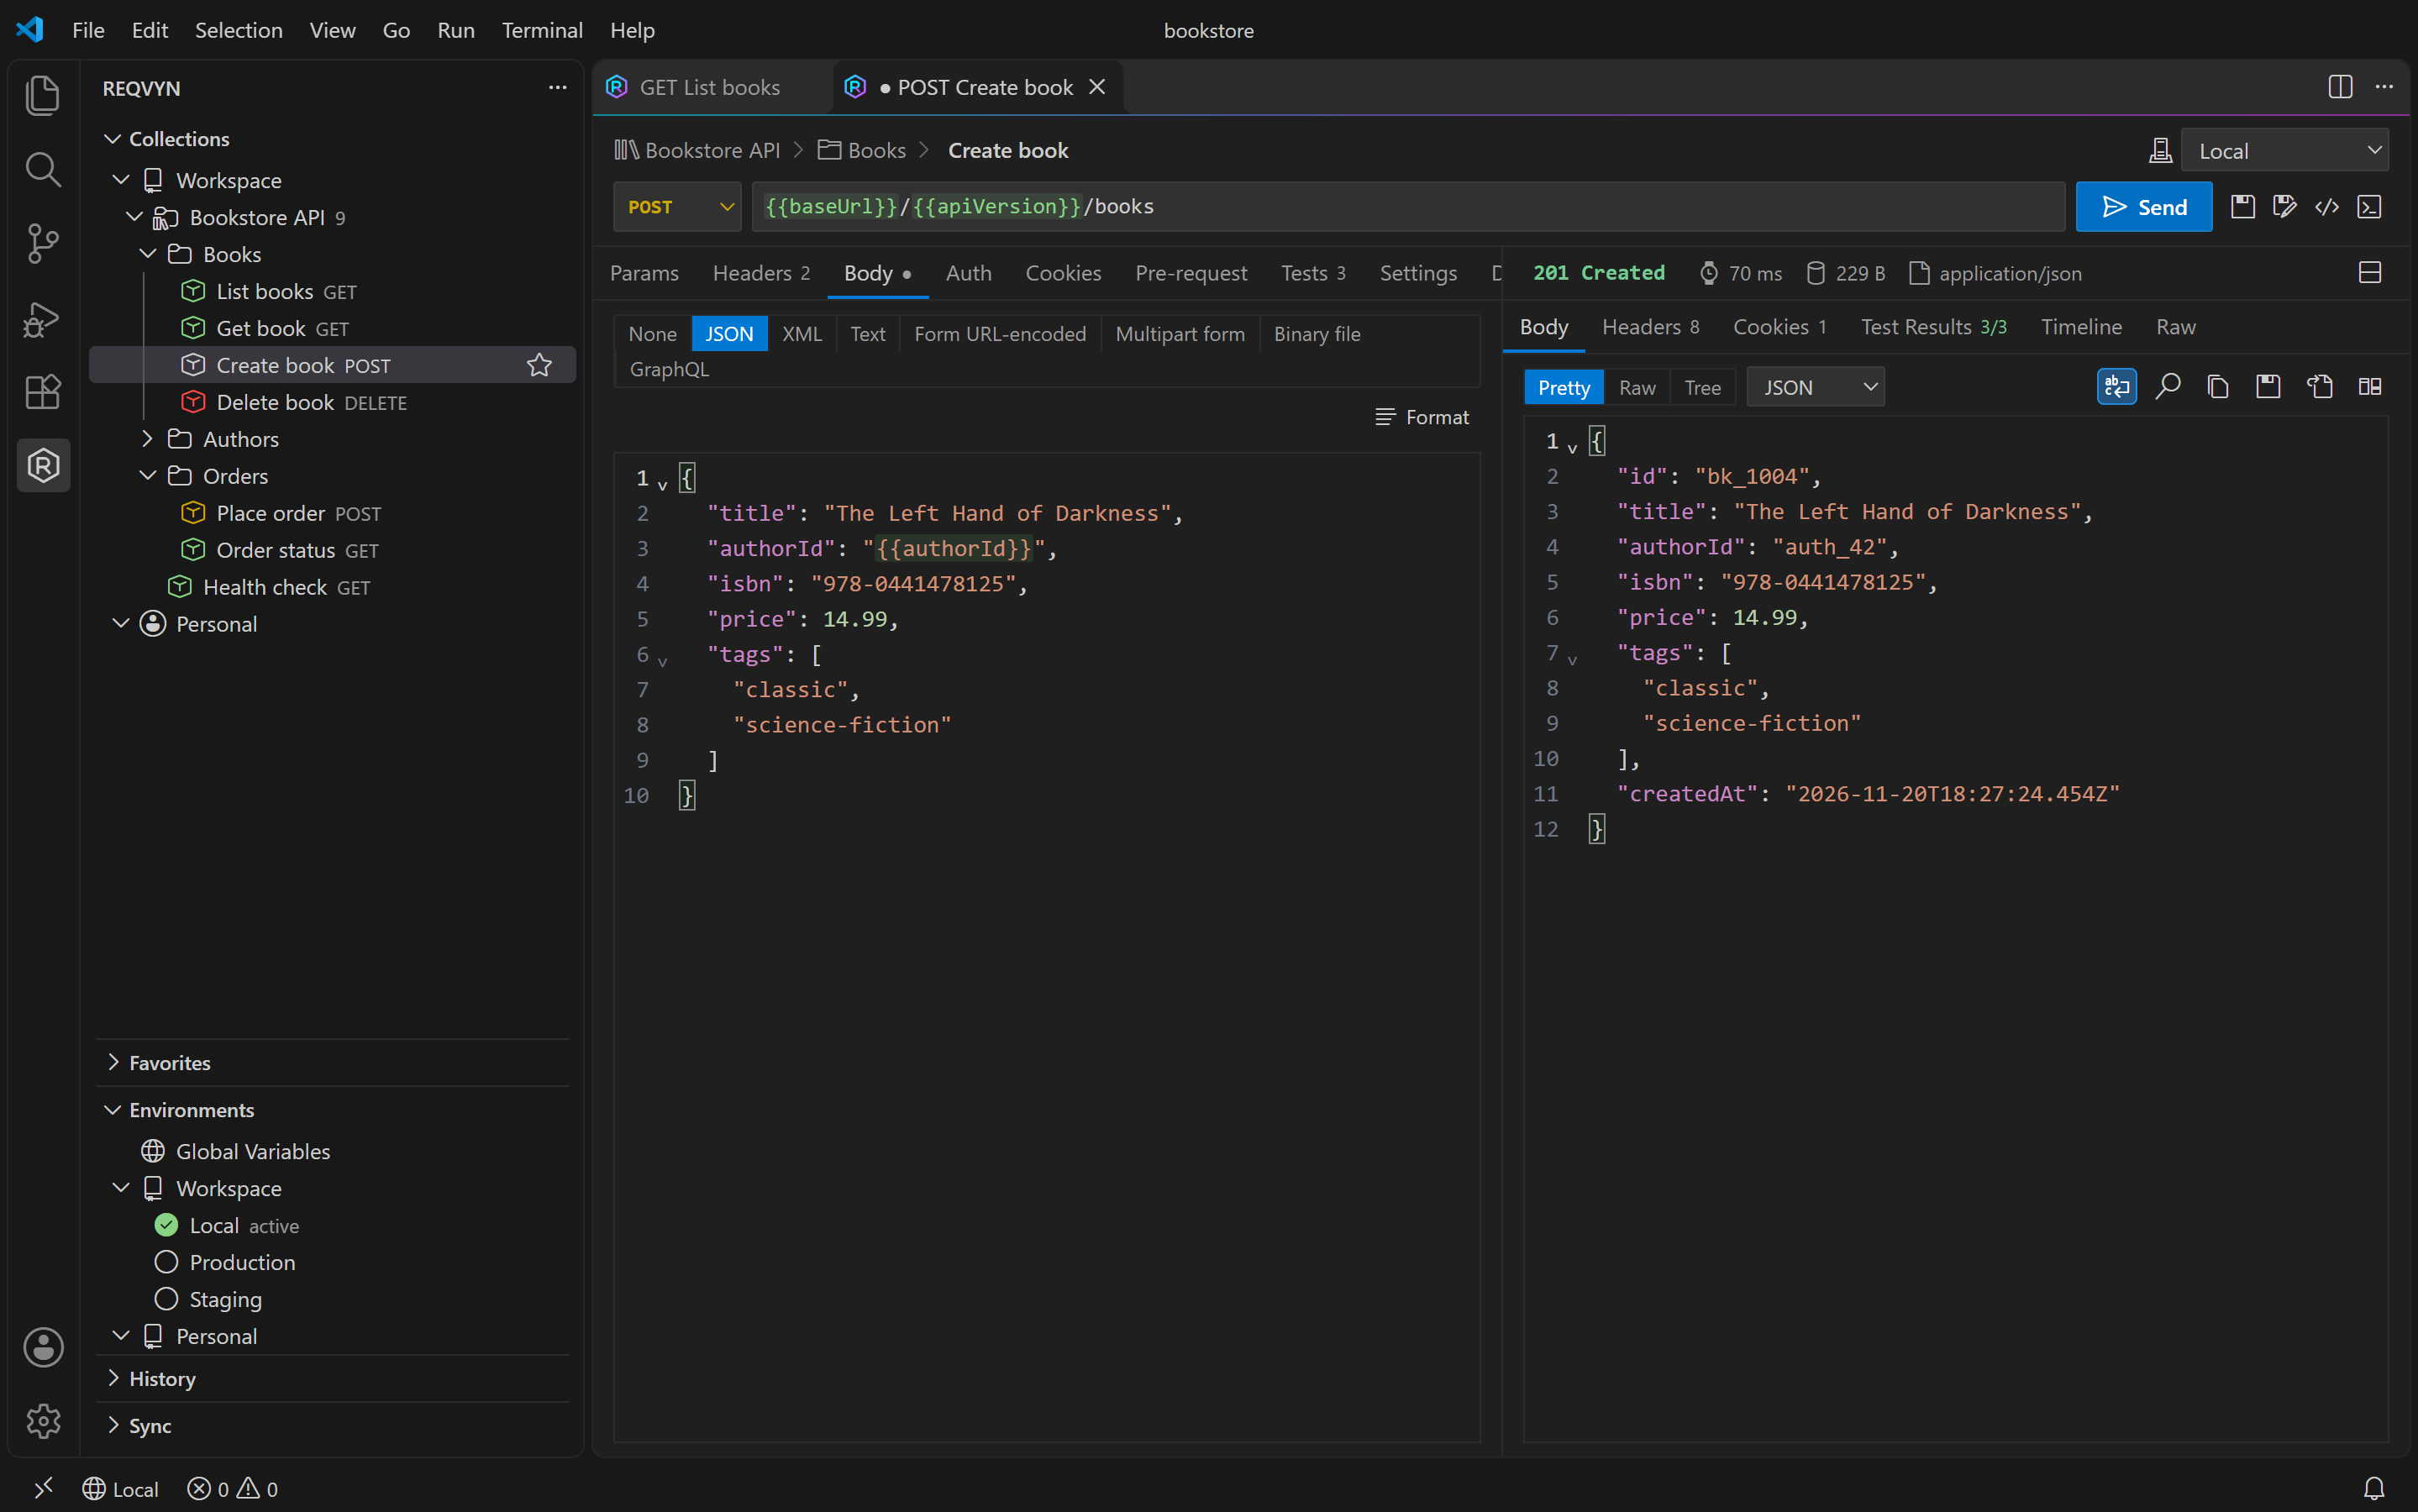 File Edit Selection View Go Run Terminal Help
bookstore
REQVYN
Collections
Workspace
Bookstore API 9
Books
List books GET
Get book GET
Create book POST
Delete book DELETE
Authors
Orders
Place order POST
Order status GET
Health check GET
Personal
Favorites
Environments
Global Variables
Workspace
Local active
Production
Staging
Personal
History
Sync
GET List books
POST Create book
Bookstore API > Books > Create book
Local
POST
{{baseUrl}}/{{apiVersion}}/books
Send
Params Headers 2 Body Auth Cookies Pre-request Tests 3 Settings
None JSON XML Text Form URL-encoded Multipart form Binary file
GraphQL
Format
1 {
2 "title": "The Left Hand of Darkness",
3 "authorId": "{{authorId}}",
4 "isbn": "978-0441478125",
5 "price": 14.99,
6 "tags": [
7 "classic",
8 "science-fiction"
9 ]
10 }
201 Created 70 ms 229 B application/json
Body Headers 8 Cookies 1 Test Results 3/3 Timeline Raw
Pretty Raw Tree JSON
1 {
2 "id": "bk_1004",
3 "title": "The Left Hand of Darkness",
4 "authorId": "auth_42",
5 "isbn": "978-0441478125",
6 "price": 14.99,
7 "tags": [
8 "classic",
9 "science-fiction"
10 ],
11 "createdAt": "2026-11-20T18:27:24.454Z"
12 }
Local 0 0